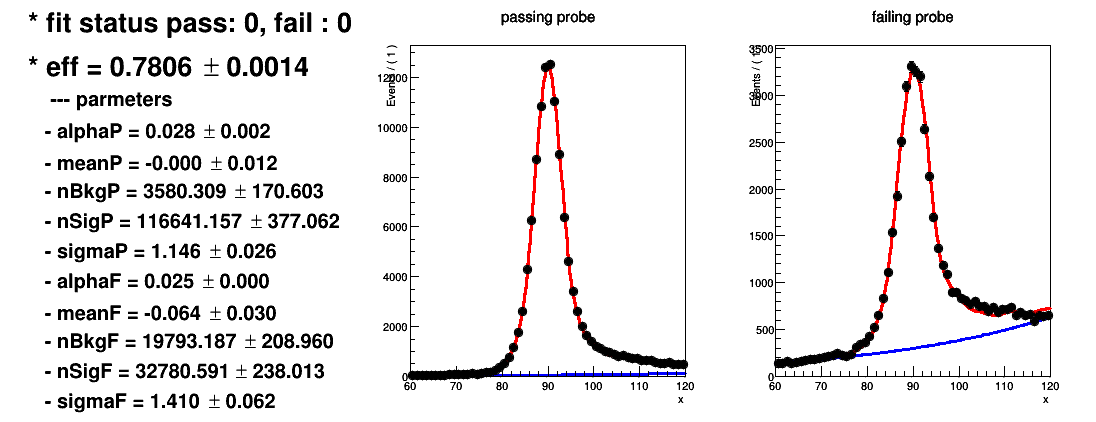 * fit status pass: 0, fail : 0
* eff = 0.7806 ± 0.0014
--- parmeters
- alphaP = 0.028 ± 0.002
- meanP = -0.000 ± 0.012
- nBkgP = 3580.309 ± 170.603
- nSigP = 116641.157 ± 377.062
- sigmaP = 1.146 ± 0.026
- alphaF = 0.025 ± 0.000
- meanF = -0.064 ± 0.030
- nBkgF = 19793.187 ± 208.960
- nSigF = 32780.591 ± 238.013
- sigmaF = 1.410 ± 0.062
passing probe
Events / ( 1 )
12000
10000
8000
6000
4000
2000
0
60 70 80 90 100 110 120
x
failing probe
Events / ( 1 )
3500
3000
2500
2000
1500
1000
500
0
60 70 80 90 100 110 120
x